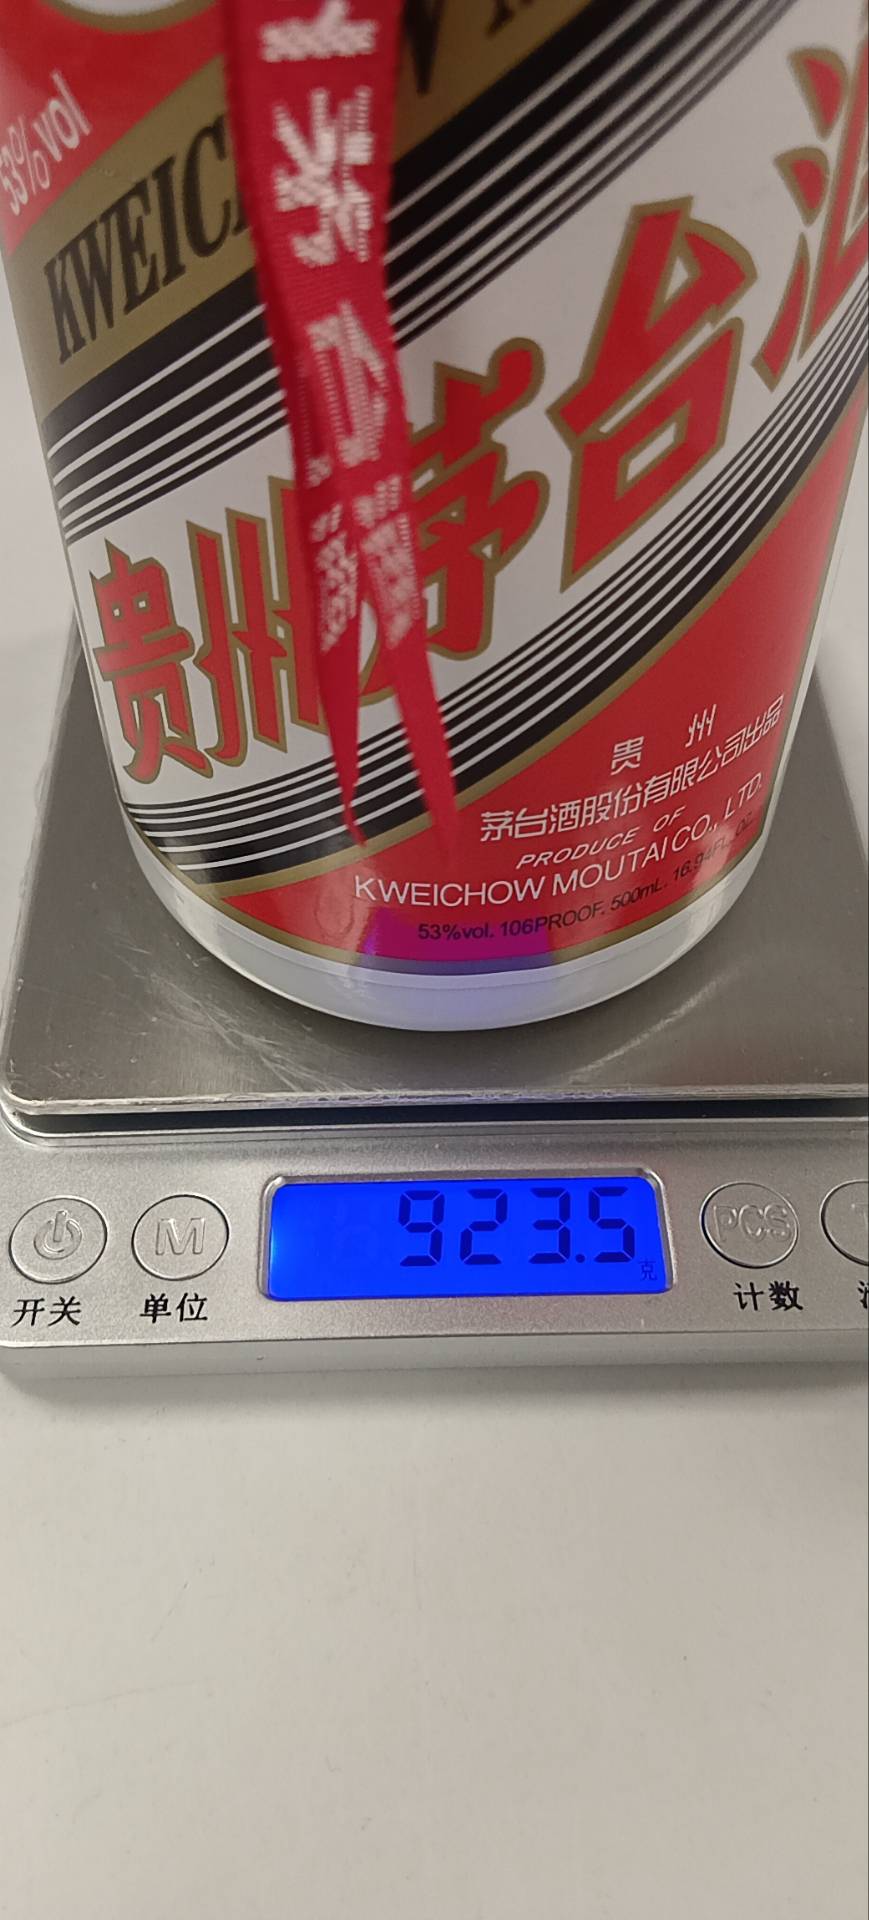 53%vol
KWEIC
贵州茅台酒
贵 州
茅台酒股份有限公司出品
PRODUCE OF
KWEICHOW MOUTAI CO., LTD.
53%vol. 106PROOF. 500mL. 16.94FL. OZ.
923.5
克
M
PCS
开关
单位
计数